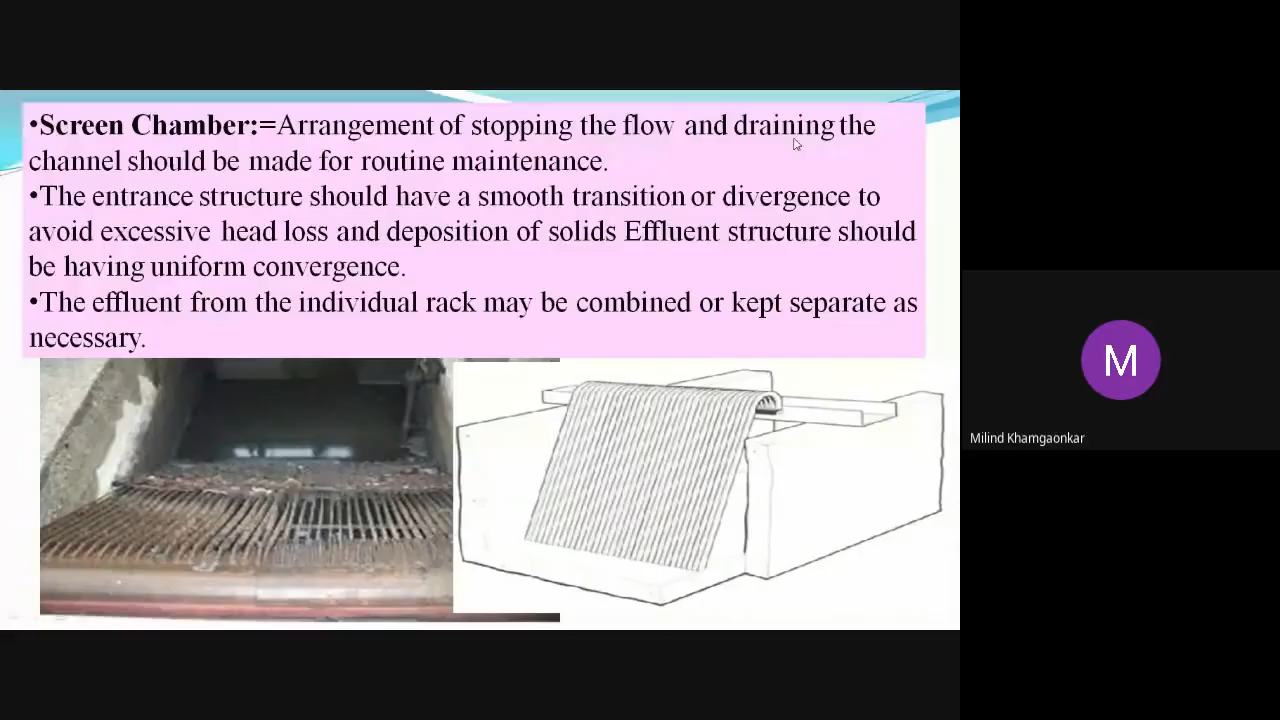 •Screen Chamber:=Arrangement of stopping the flow and draining the
channel should be made for routine maintenance.
•The entrance structure should have a smooth transition or divergence to
avoid excessive head loss and deposition of solids Effluent structure should
be having uniform convergence.
•The effluent from the individual rack may be combined or kept separate as
necessary.
M
Milind Khamgaonkar